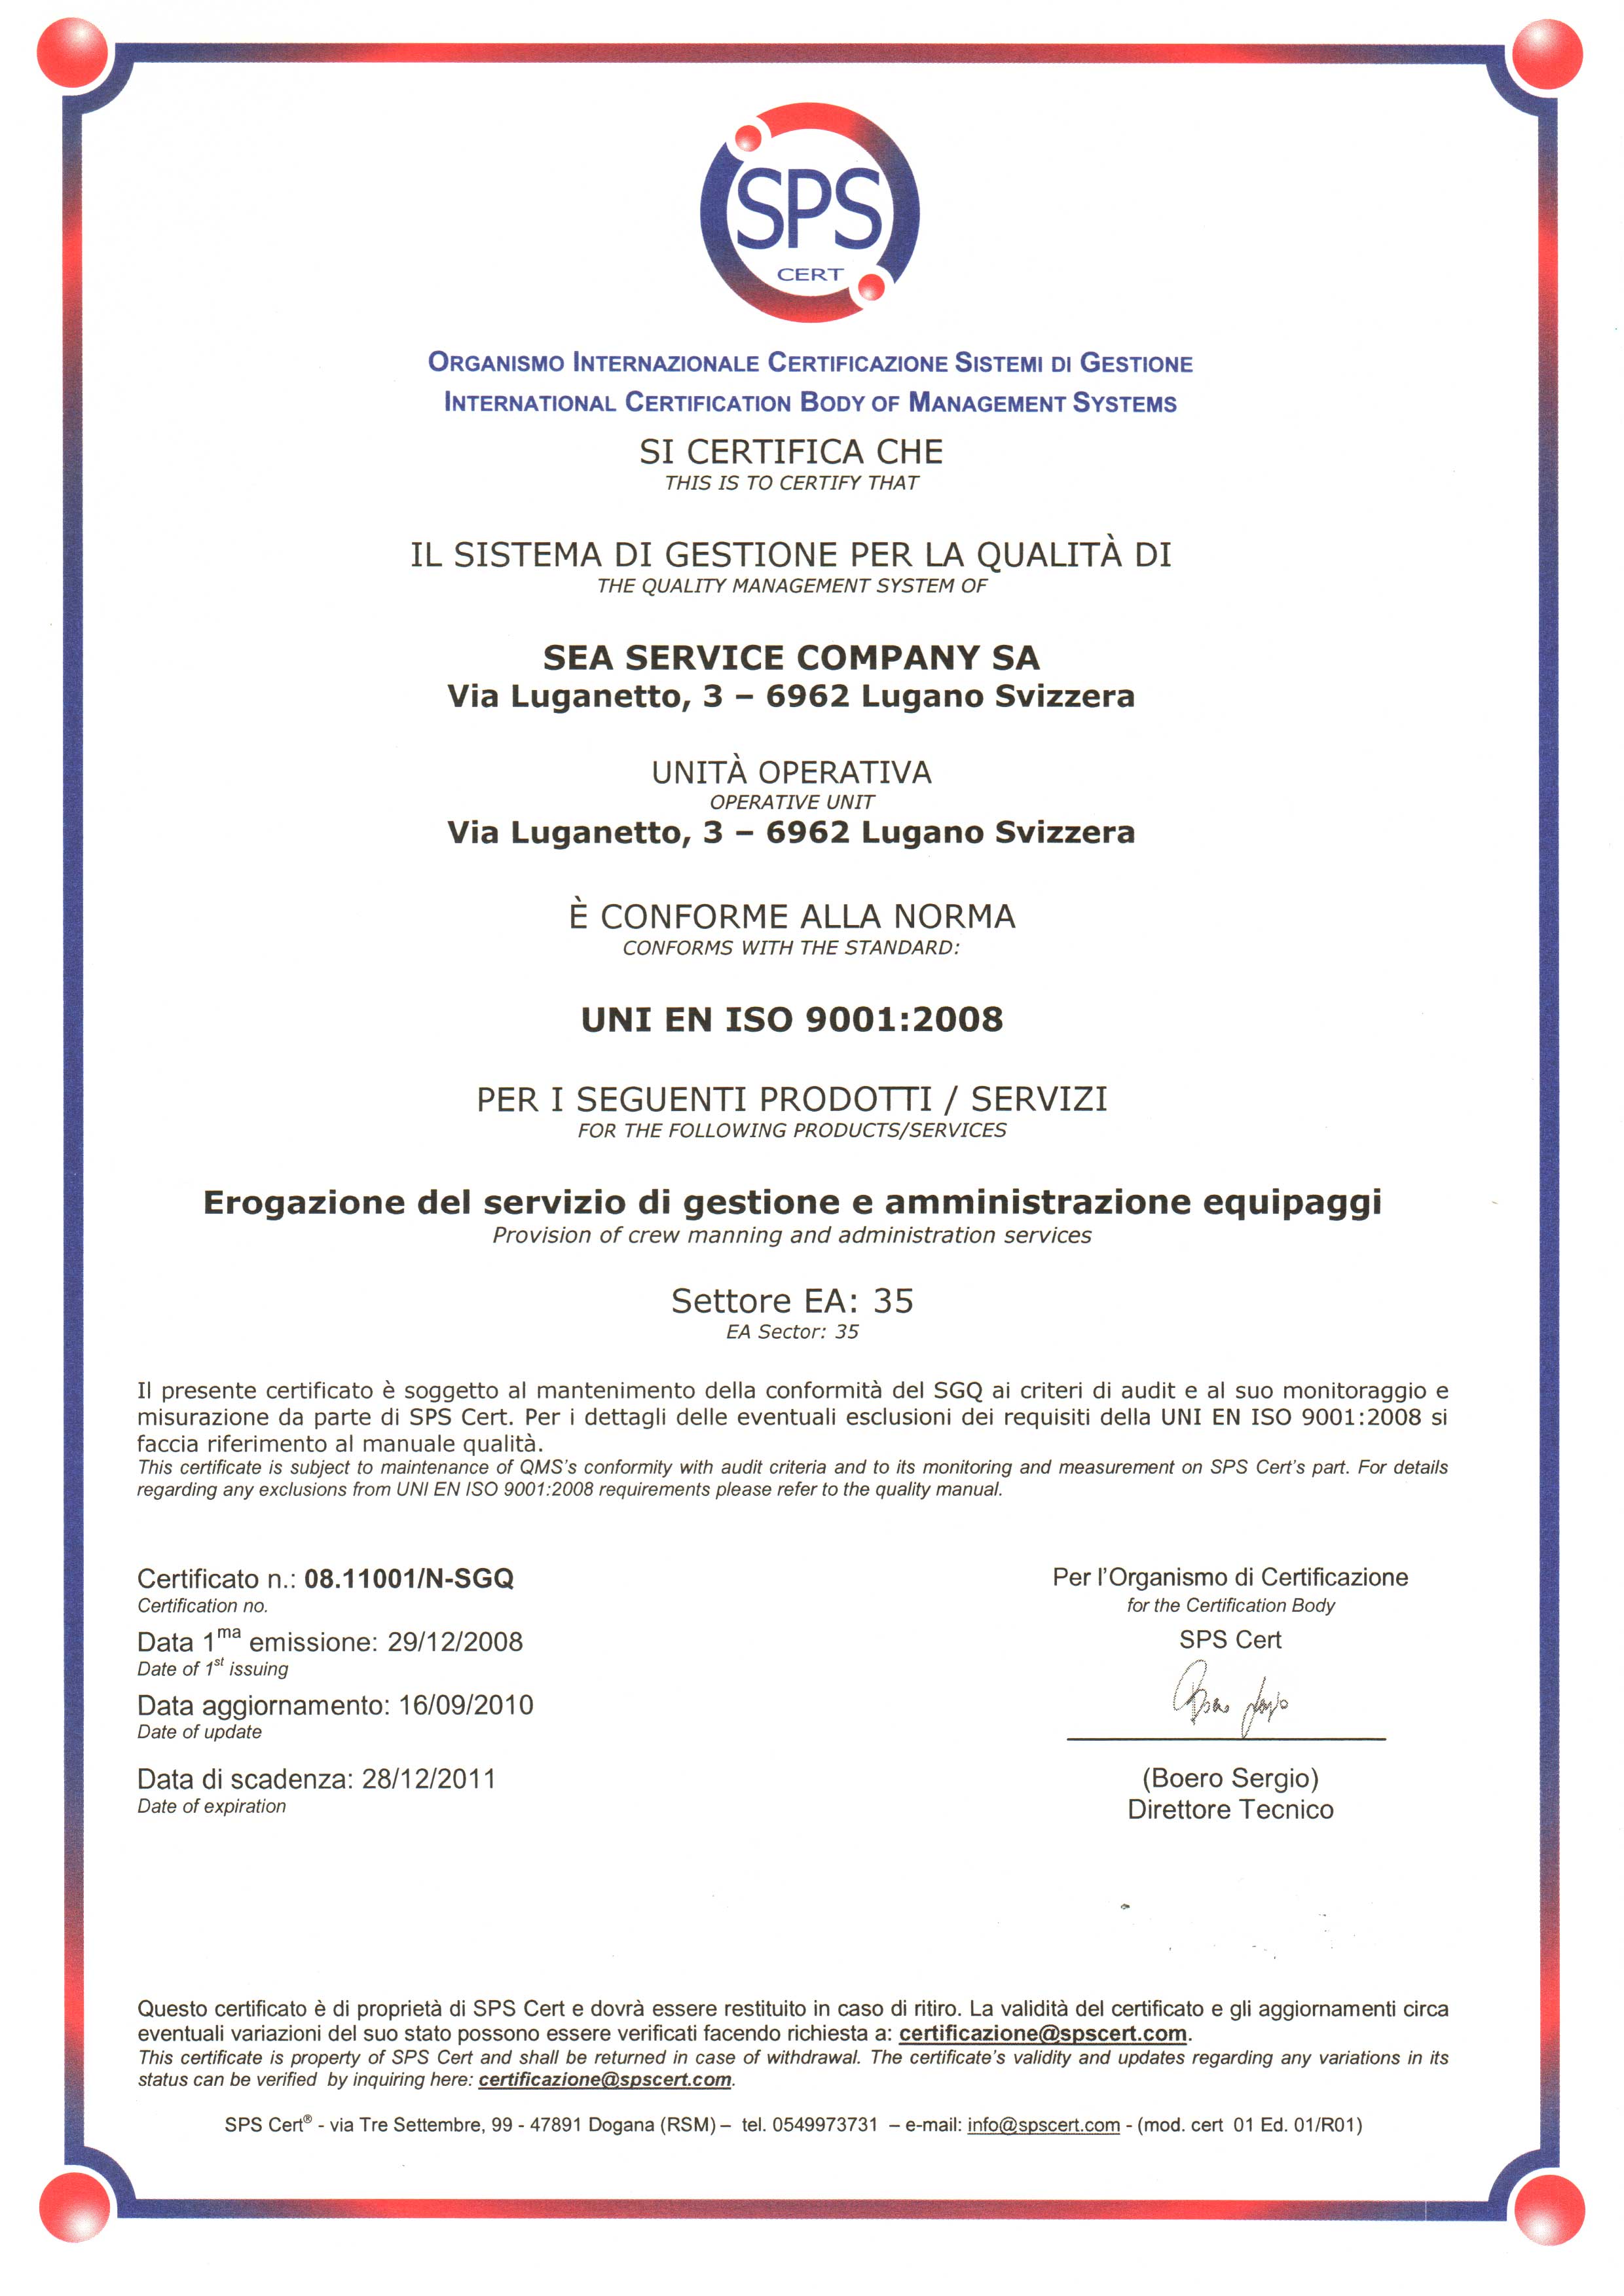 SPS
CERT
ORGANISMO INTERNAZIONALE CERTIFICAZIONE SISTEMI DI GESTIONE
INTERNATIONAL CERTIFICATION BODY OF MANAGEMENT SYSTEMS
SI CERTIFICA CHE
THIS IS TO CERTIFY THAT
IL SISTEMA DI GESTIONE PER LA QUALITÀ DI
THE QUALITY MANAGEMENT SYSTEM OF
SEA SERVICE COMPANY SA
Via Luganetto, 3 – 6962 Lugano Svizzera
UNITÀ OPERATIVA
OPERATIVE UNIT
Via Luganetto, 3 – 6962 Lugano Svizzera
È CONFORME ALLA NORMA
CONFORMS WITH THE STANDARD:
UNI EN ISO 9001:2008
PER I SEGUENTI PRODOTTI / SERVIZI
FOR THE FOLLOWING PRODUCTS/SERVICES
Erogazione del servizio di gestione e amministrazione equipaggi
Provision of crew manning and administration services
Settore EA: 35
EA Sector: 35
Il presente certificato è soggetto al mantenimento della conformità del SGQ ai criteri di audit e al suo monitoraggio e
misurazione da parte di SPS Cert. Per i dettagli delle eventuali esclusioni dei requisiti della UNI EN ISO 9001:2008 si
faccia riferimento al manuale qualità.
This certificate is subject to maintenance of QMS's conformity with audit criteria and to its monitoring and measurement on SPS Cert's part. For details
regarding any exclusions from UNI EN ISO 9001:2008 requirements please refer to the quality manual.
Certificato n.: 08.11001/N-SGQ
Certification no.
Data 1ma emissione: 29/12/2008
Date of 1st issuing
Data aggiornamento: 16/09/2010
Date of update
Data di scadenza: 28/12/2011
Date of expiration
Per l'Organismo di Certificazione
for the Certification Body
SPS Cert
(Boero Sergio)
Direttore Tecnico
Questo certificato è di proprietà di SPS Cert e dovrà essere restituito in caso di ritiro. La validità del certificato e gli aggiornamenti circa
eventuali variazioni del suo stato possono essere verificati facendo richiesta a: certificazione@spscert.com.
This certificate is property of SPS Cert and shall be returned in case of withdrawal. The certificate's validity and updates regarding any variations in its
status can be verified by inquiring here: certificazione@spscert.com.
SPS Cert® - via Tre Settembre, 99 - 47891 Dogana (RSM) – tel. 0549973731 – e-mail: info@spscert.com - (mod. cert 01 Ed. 01/R01)